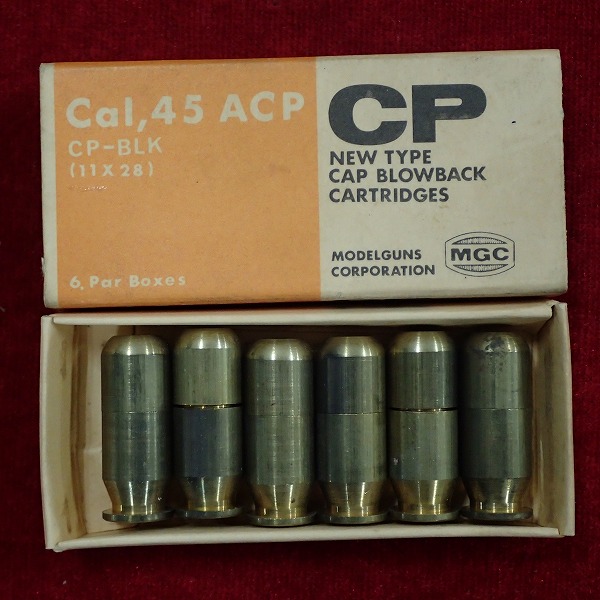 Cal,45 ACP
CP-BLK
(11X28)
6, Par Boxes
CP
NEW TYPE
CAP BLOWBACK
CARTRIDGES
MODELGUNS
CORPORATION
MGC